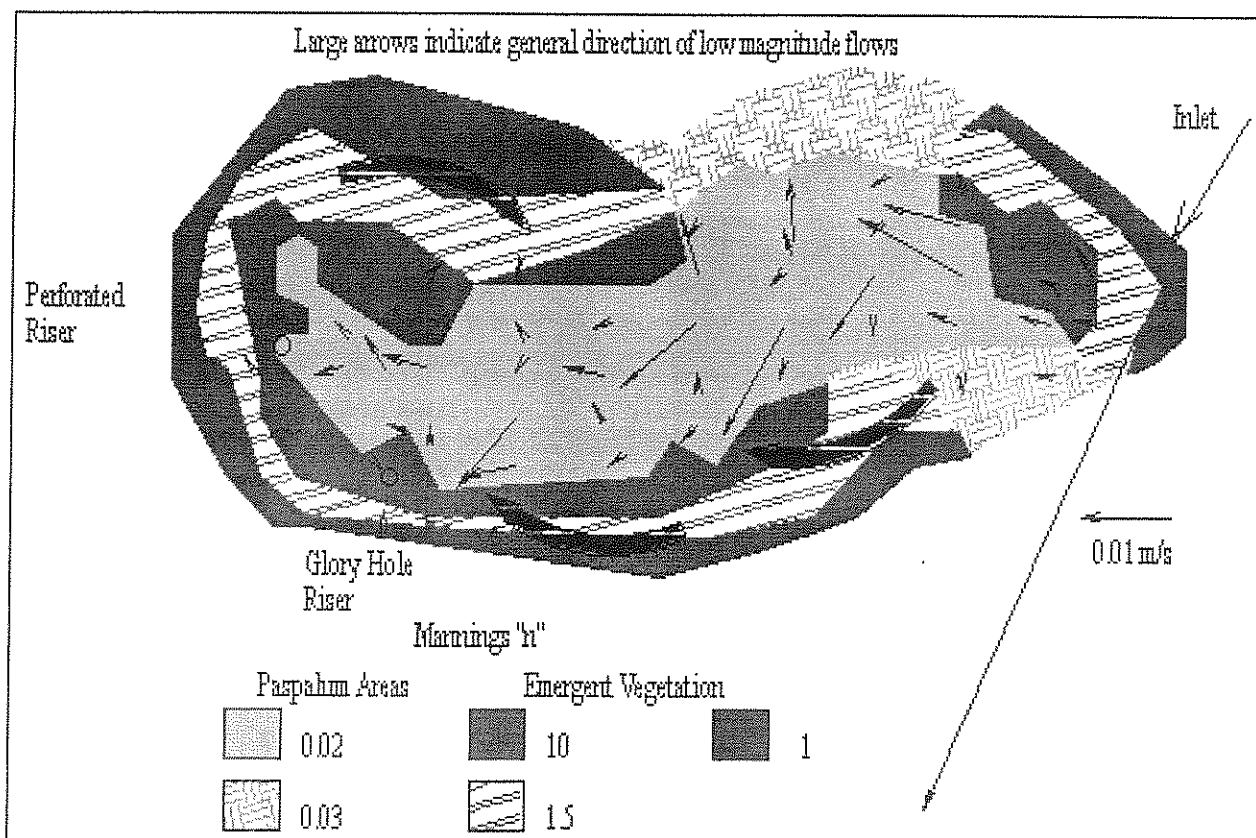 Large arrows indicate general direction of low magnitude flows
Inlet
Perforated
Riser
0.01 m/s
Glory Hole
Riser
Mannings "n"
Paspalum Areas
Emergent Vegetation
0.02
10
1
0.03
1.5